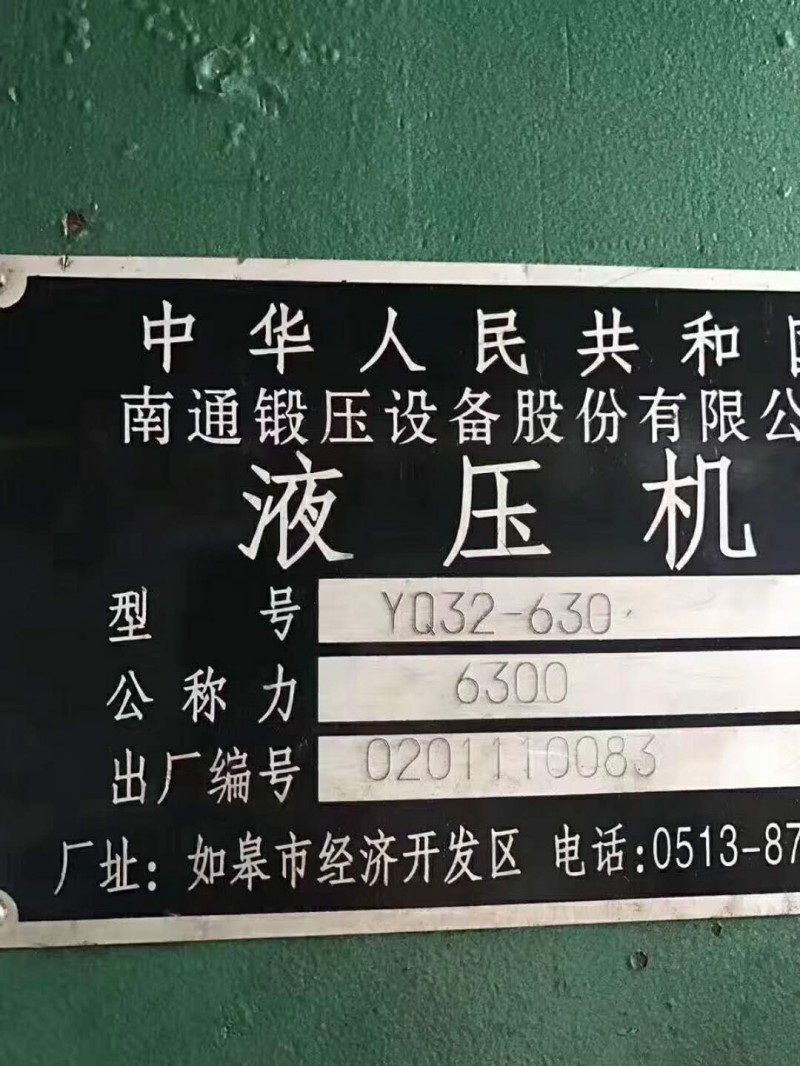 中华人民共和国
南通锻压设备股份有限公
液压机
型号 YQ32-630
公称力 6300
出厂编号 0201110083
厂址：如皋市经济开发区 电话:0513-87